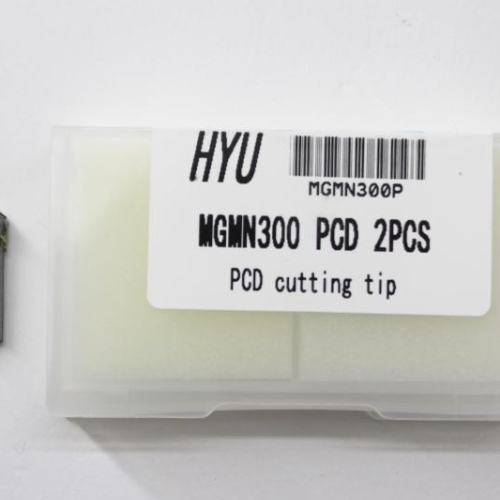 HYU
MGMN300P
MGMN300 PCD 2PCS
PCD cutting tip